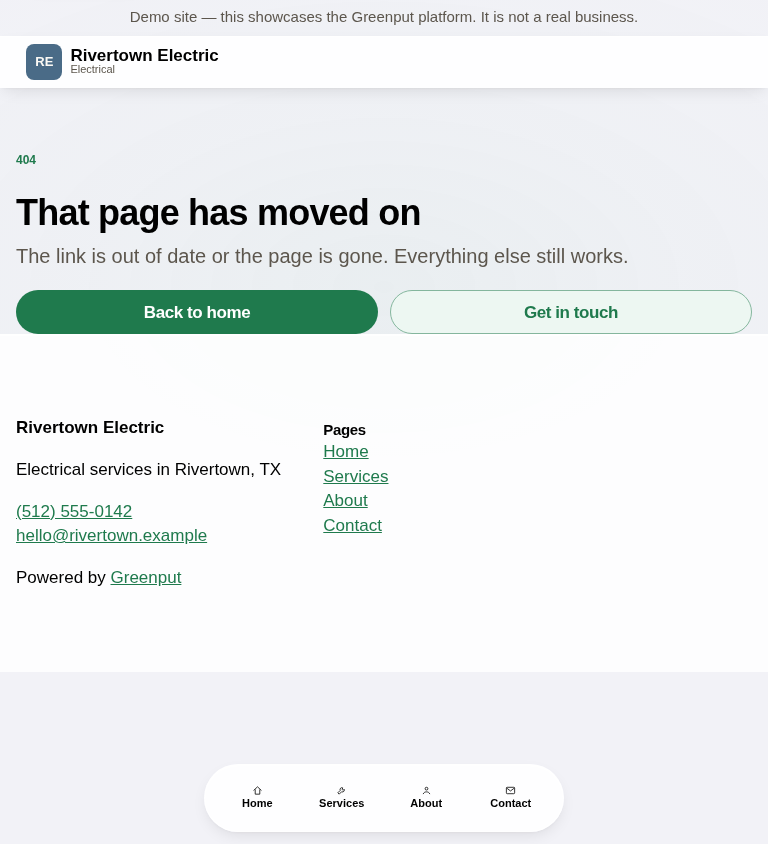 Demo site — this showcases the Greenput platform. It is not a real business.
RE
Rivertown Electric
Electrical
404
That page has moved on
The link is out of date or the page is gone. Everything else still works.
Back to home
Get in touch
Rivertown Electric
Electrical services in Rivertown, TX
(512) 555-0142
hello@rivertown.example
Powered by Greenput
Pages
Home
Services
About
Contact
Home
Services
About
Contact